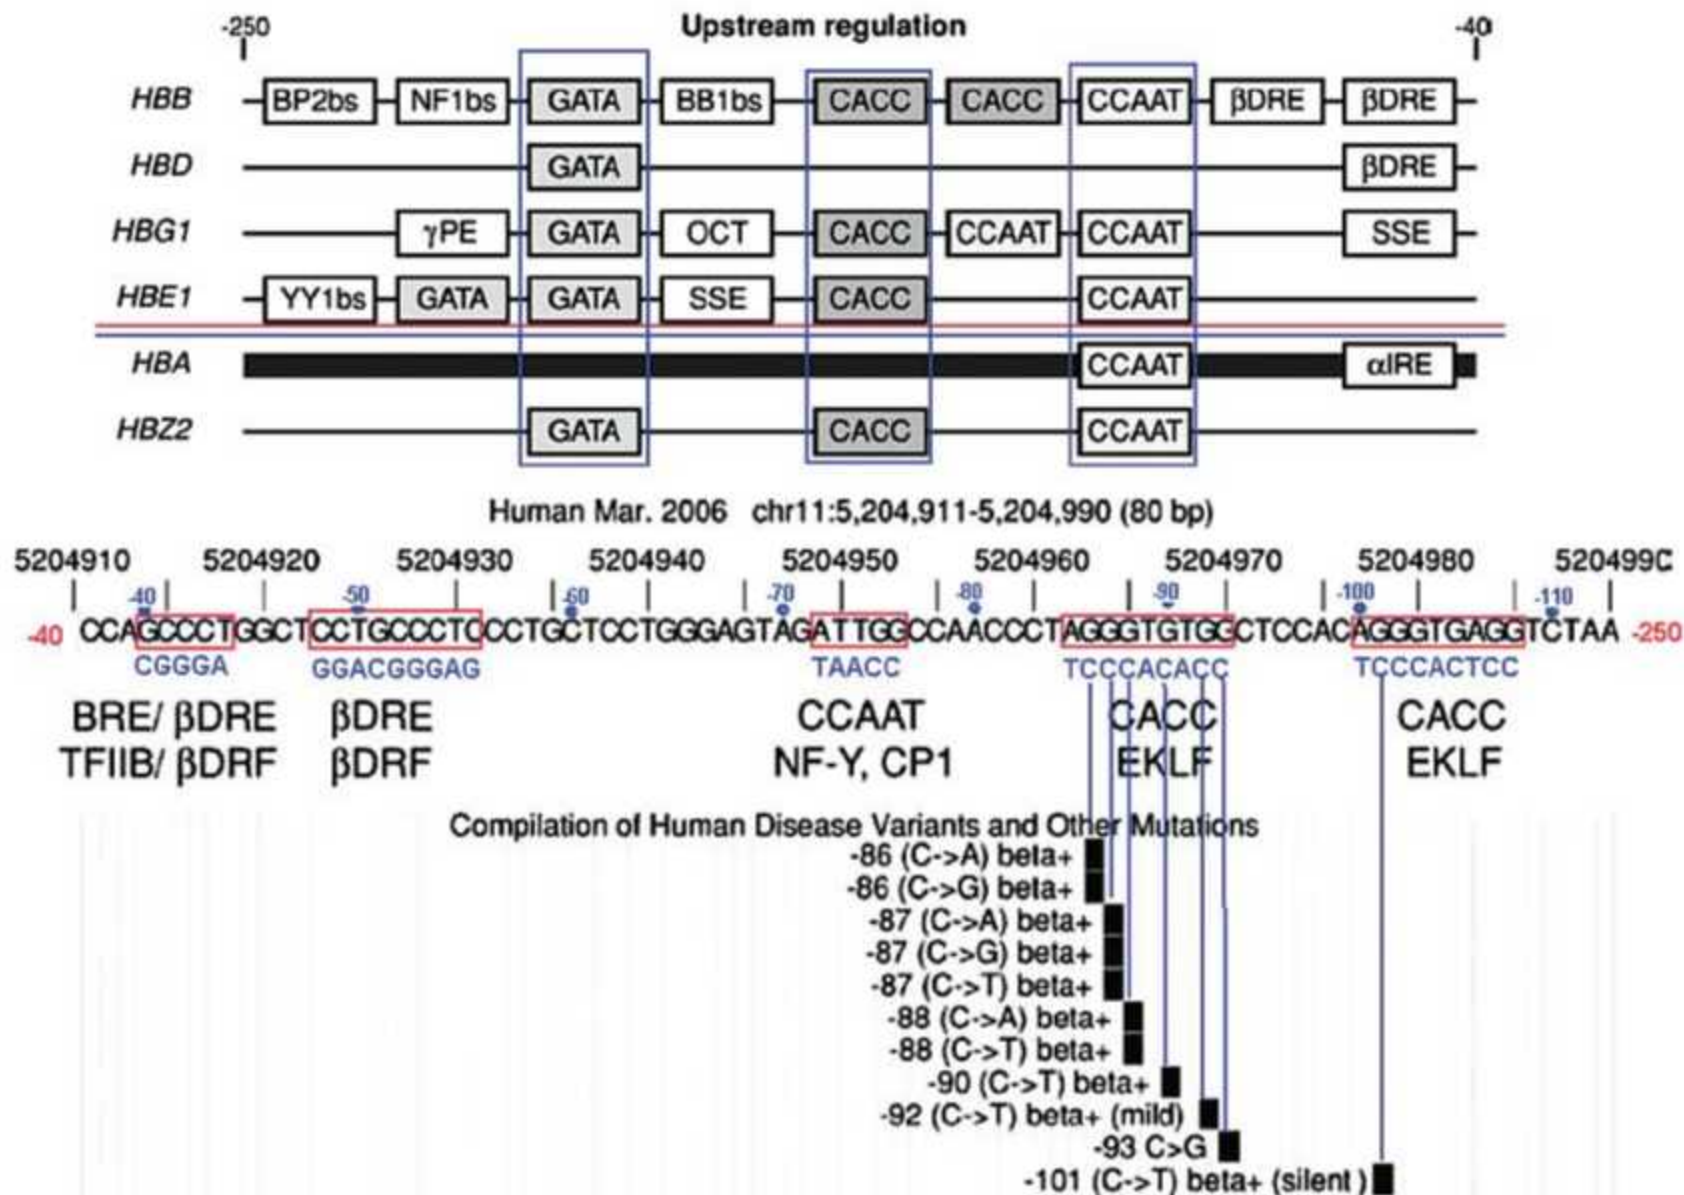 Upstream regulation
-250 -40
HBB BP2bs NF1bs GATA BB1bs CACC CACC CCAAT βDRE βDRE
HBD GATA βDRE
HBG1 γPE GATA OCT CACC CCAAT CCAAT SSE
HBE1 YY1bs GATA GATA SSE CACC CCAAT
HBA CCAAT αIRE
HBZ2 GATA CACC CCAAT
Human Mar. 2006 chr11:5,204,911-5,204,990 (80 bp)
5204910 5204920 5204930 5204940 5204950 5204960 5204970 5204980 520499C
-40 -50 -60 -70 -80 -90 -100 -110
-40 CCAGCCCTGGCTCCTGCCCTCCCTGCTCCTGGGAGTAGATTGGCCAACCCTAGGGTGTGGCTCCACAGGGTGAGGTCTAA -250
CGGGA GGACGGGAG TAACC TCCCACACC TCCCACTCC
BRE/ βDRE βDRE CCAAT CACC CACC
TFIIB/ βDRF βDRF NF-Y, CP1 EKLF EKLF
Compilation of Human Disease Variants and Other Mutations
-86 (C->A) beta+
-86 (C->G) beta+
-87 (C->A) beta+
-87 (C->G) beta+
-87 (C->T) beta+
-88 (C->A) beta+
-88 (C->T) beta+
-90 (C->T) beta+
-92 (C->T) beta+ (mild)
-93 C>G
-101 (C->T) beta+ (silent)